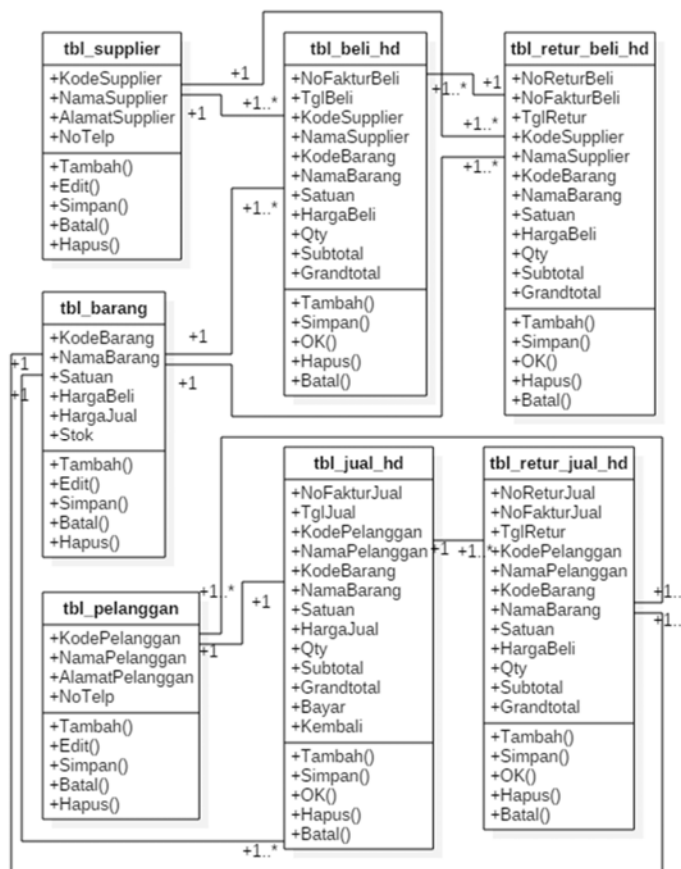 tbl_supplier
+KodeSupplier
+NamaSupplier
+AlamatSupplier
+NoTelp
+Tambah()
+Edit()
+Simpan()
+Batal()
+Hapus()
tbl_beli_hd
+NoFakturBeli
+TglBeli
+KodeSupplier
+NamaSupplier
+KodeBarang
+NamaBarang
+Satuan
+HargaBeli
+Qty
+Subtotal
+Grandtotal
+Tambah()
+Simpan()
+OK()
+Hapus()
+Batal()
tbl_retur_beli_hd
+NoReturBeli
+NoFakturBeli
+TglRetur
+KodeSupplier
+NamaSupplier
+KodeBarang
+NamaBarang
+Satuan
+HargaBeli
+Qty
+Subtotal
+Grandtotal
+Tambah()
+Simpan()
+OK()
+Hapus()
+Batal()
+1
+1
+1..*
+1..*
+1
+1..*
+1..*
+1..*
+1
+1
+1
+1
tbl_barang
+KodeBarang
+NamaBarang
+Satuan
+HargaBeli
+HargaJual
+Stok
+Tambah()
+Edit()
+Simpan()
+Batal()
+Hapus()
tbl_jual_hd
+NoFakturJual
+TglJual
+KodePelanggan
+NamaPelanggan
+KodeBarang
+NamaBarang
+Satuan
+HargaJual
+Qty
+Subtotal
+Grandtotal
+Bayar
+Kembali
+Tambah()
+Simpan()
+OK()
+Hapus()
+Batal()
tbl_retur_jual_hd
+NoReturJual
+NoFakturJual
+TglRetur
+KodePelanggan
+NamaPelanggan
+KodeBarang
+NamaBarang
+Satuan
+HargaBeli
+Qty
+Subtotal
+Grandtotal
+Tambah()
+Simpan()
+OK()
+Hapus()
+Batal()
tbl_pelanggan
+KodePelanggan
+NamaPelanggan
+AlamatPelanggan
+NoTelp
+Tambah()
+Edit()
+Simpan()
+Batal()
+Hapus()
+1..*
+1
+1
+1
+1..*
+1..
+1..
+1..*